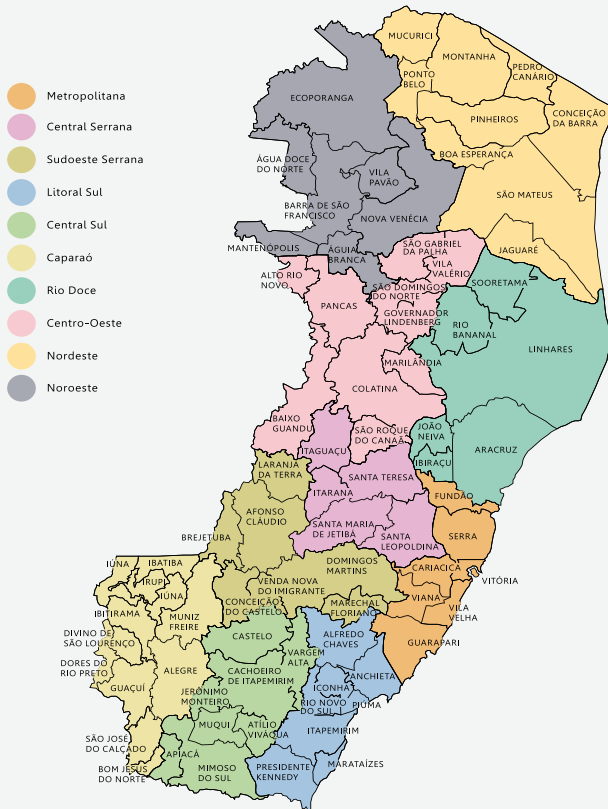 Metropolitana
Central Serrana
Sudoeste Serrana
Litoral Sul
Central Sul
Caparaó
Rio Doce
Centro-Oeste
Nordeste
Noroeste
MUCURICI
MONTANHA
PEDRO
CANÁRIO
PONTO
BELO
ECOPORANGA
PINHEIROS
CONCEIÇÃO
DA BARRA
BOA ESPERANÇA
ÁGUA DOCE
DO NORTE
VILA
PAVÃO
SÃO MATEUS
BARRA DE SÃO
FRANCISCO
NOVA VENÉCIA
MANTENÓPOLIS
ÁGUIA
BRANCA
SÃO GABRIEL
DA PALHA
JAGUARÉ
VILA
VALÉRIO
ALTO RIO
NOVO
SOORETAMA
SÃO DOMINGOS
DO NORTE
PANCAS
GOVERNADOR
LINDENBERG
RIO
BANANAL
LINHARES
MARILÂNDIA
COLATINA
BAIXO
GUANDU
SÃO ROQUE
DO CANAÃ
JOÃO
NEIVA
ITAGUAÇU
IBIRAÇU
ARACRUZ
LARANJA
DA TERRA
SANTA TERESA
ITARANA
FUNDÃO
AFONSO
CLÁUDIO
SANTA MARIA
DE JETIBÁ
SANTA
LEOPOLDINA
SERRA
BREJETUBA
IÚNA
IBATIBA
DOMINGOS
MARTINS
CARIACICA
IRUPI
VENDA NOVA
DO IMIGRANTE
VITÓRIA
IÚNA
VIANA
CONCEIÇÃO
DO CASTELO
MARECHAL
FLORIANO
VILA
VELHA
IBITIRAMA
MUNIZ
FREIRE
DIVINO DE
SÃO LOURENÇO
CASTELO
ALFREDO
CHAVES
GUARAPARI
VARGEM
ALTA
DORES DO
RIO PRETO
ALEGRE
CACHOEIRO
DE ITAPEMIRIM
ANCHIETA
GUAÇUÍ
ICONHA
JERÔNIMO
MONTEIRO
RIO NOVO
DO SUL
PIÚMA
MUQUI
ATÍLIO
VIVÁQUA
ITAPEMIRIM
SÃO JOSÉ
DO CALÇADO
APIACÁ
BOM JESUS
DO NORTE
MIMOSO
DO SUL
PRESIDENTE
KENNEDY
MARATAÍZES